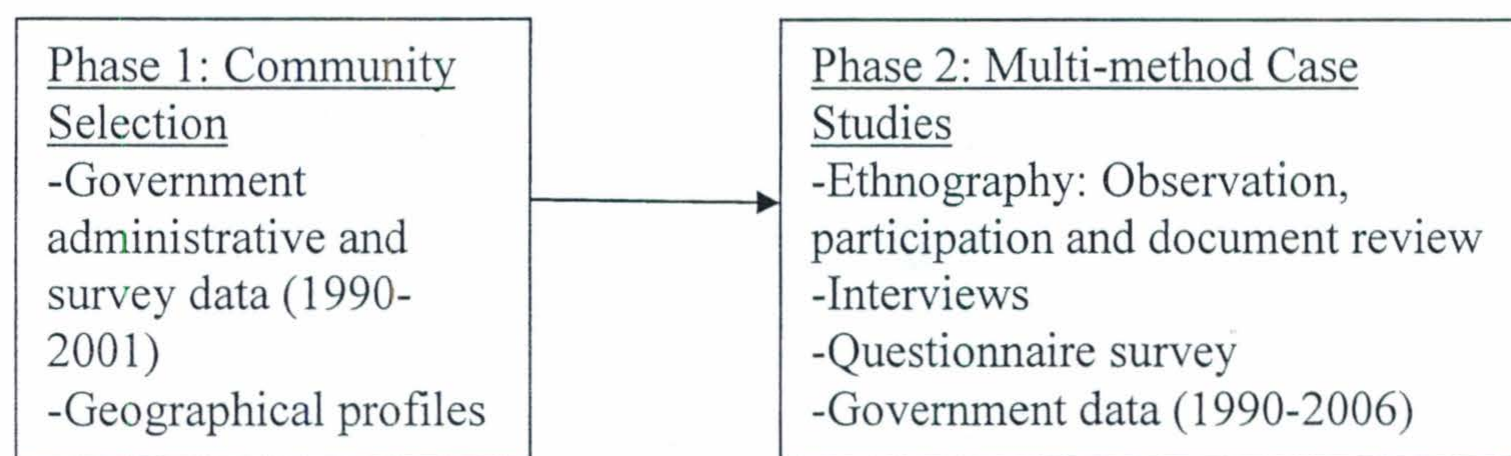 Phase 1: Community
Selection
-Government
administrative and
survey data (1990-
2001)
-Geographical profiles
Phase 2: Multi-method Case
Studies
-Ethnography: Observation,
participation and document review
-Interviews
-Questionnaire survey
-Government data (1990-2006)